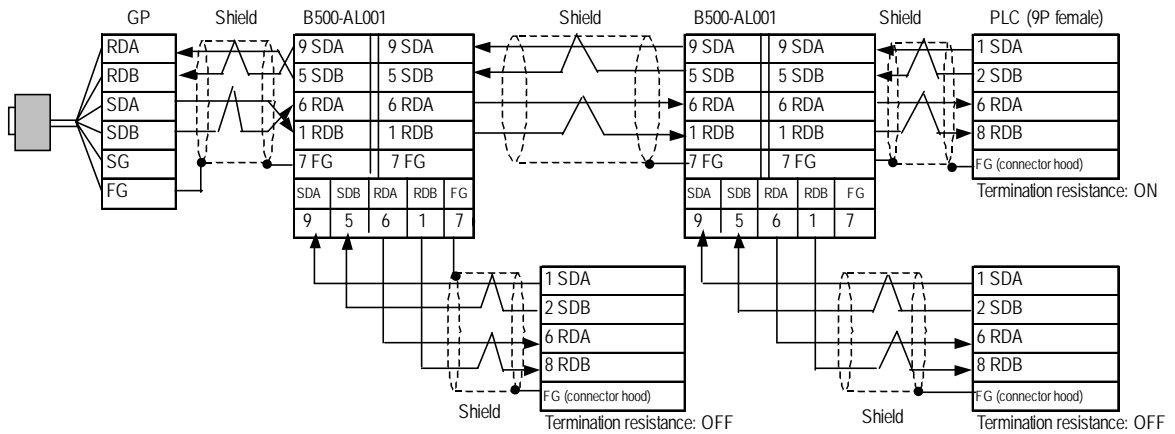 GP Shield B500-AL001 Shield B500-AL001 Shield PLC (9P female)
RDA 9 SDA 9 SDA 9 SDA 9 SDA 1 SDA
RDB 5 SDB 5 SDB 5 SDB 5 SDB 2 SDB
SDA 6 RDA 6 RDA 6 RDA 6 RDA 6 RDA
SDB 1 RDB 1 RDB 1 RDB 1 RDB 8 RDB
SG 7 FG 7 FG 7 FG 7 FG FG (connector hood)
FG SDA SDB RDA RDB FG SDA SDB RDA RDB FG Termination resistance: ON
9 5 6 1 7 9 5 6 1 7
1 SDA 1 SDA
2 SDB 2 SDB
6 RDA 6 RDA
8 RDB 8 RDB
FG (connector hood) FG (connector hood)
Shield Termination resistance: OFF Shield Termination resistance: OFF